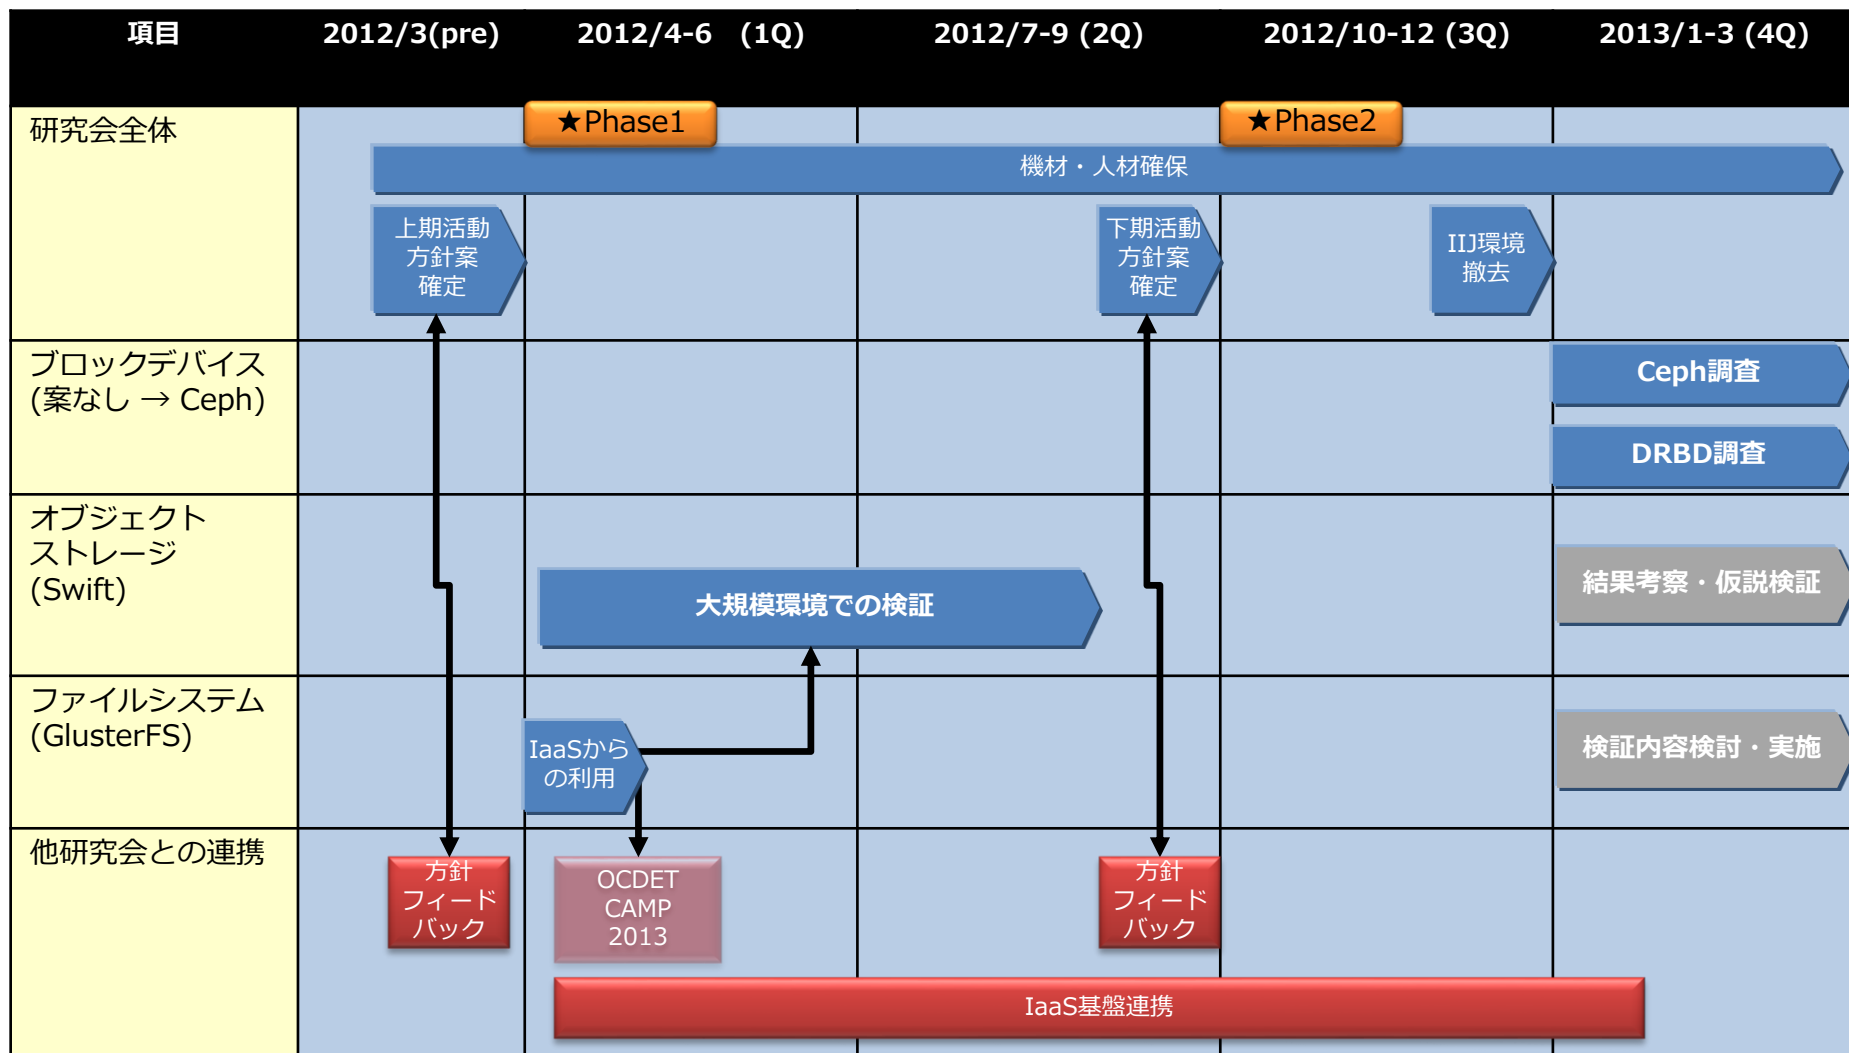 項目
2012/3(pre)
2012/4-6 (1Q)
2012/7-9 (2Q)
2012/10-12 (3Q)
2013/1-3 (4Q)
研究会全体
★Phase1
★Phase2
機材・人材確保
上期活動
方針案
確定
下期活動
方針案
確定
IIJ環境
撤去
ブロックデバイス
(案なし → Ceph)
Ceph調査
DRBD調査
オブジェクト
ストレージ
(Swift)
大規模環境での検証
結果考察・仮説検証
ファイルシステム
(GlusterFS)
IaaSから
の利用
検証内容検討・実施
他研究会との連携
方針
フィード
バック
OCDET
CAMP
2013
方針
フィード
バック
IaaS基盤連携